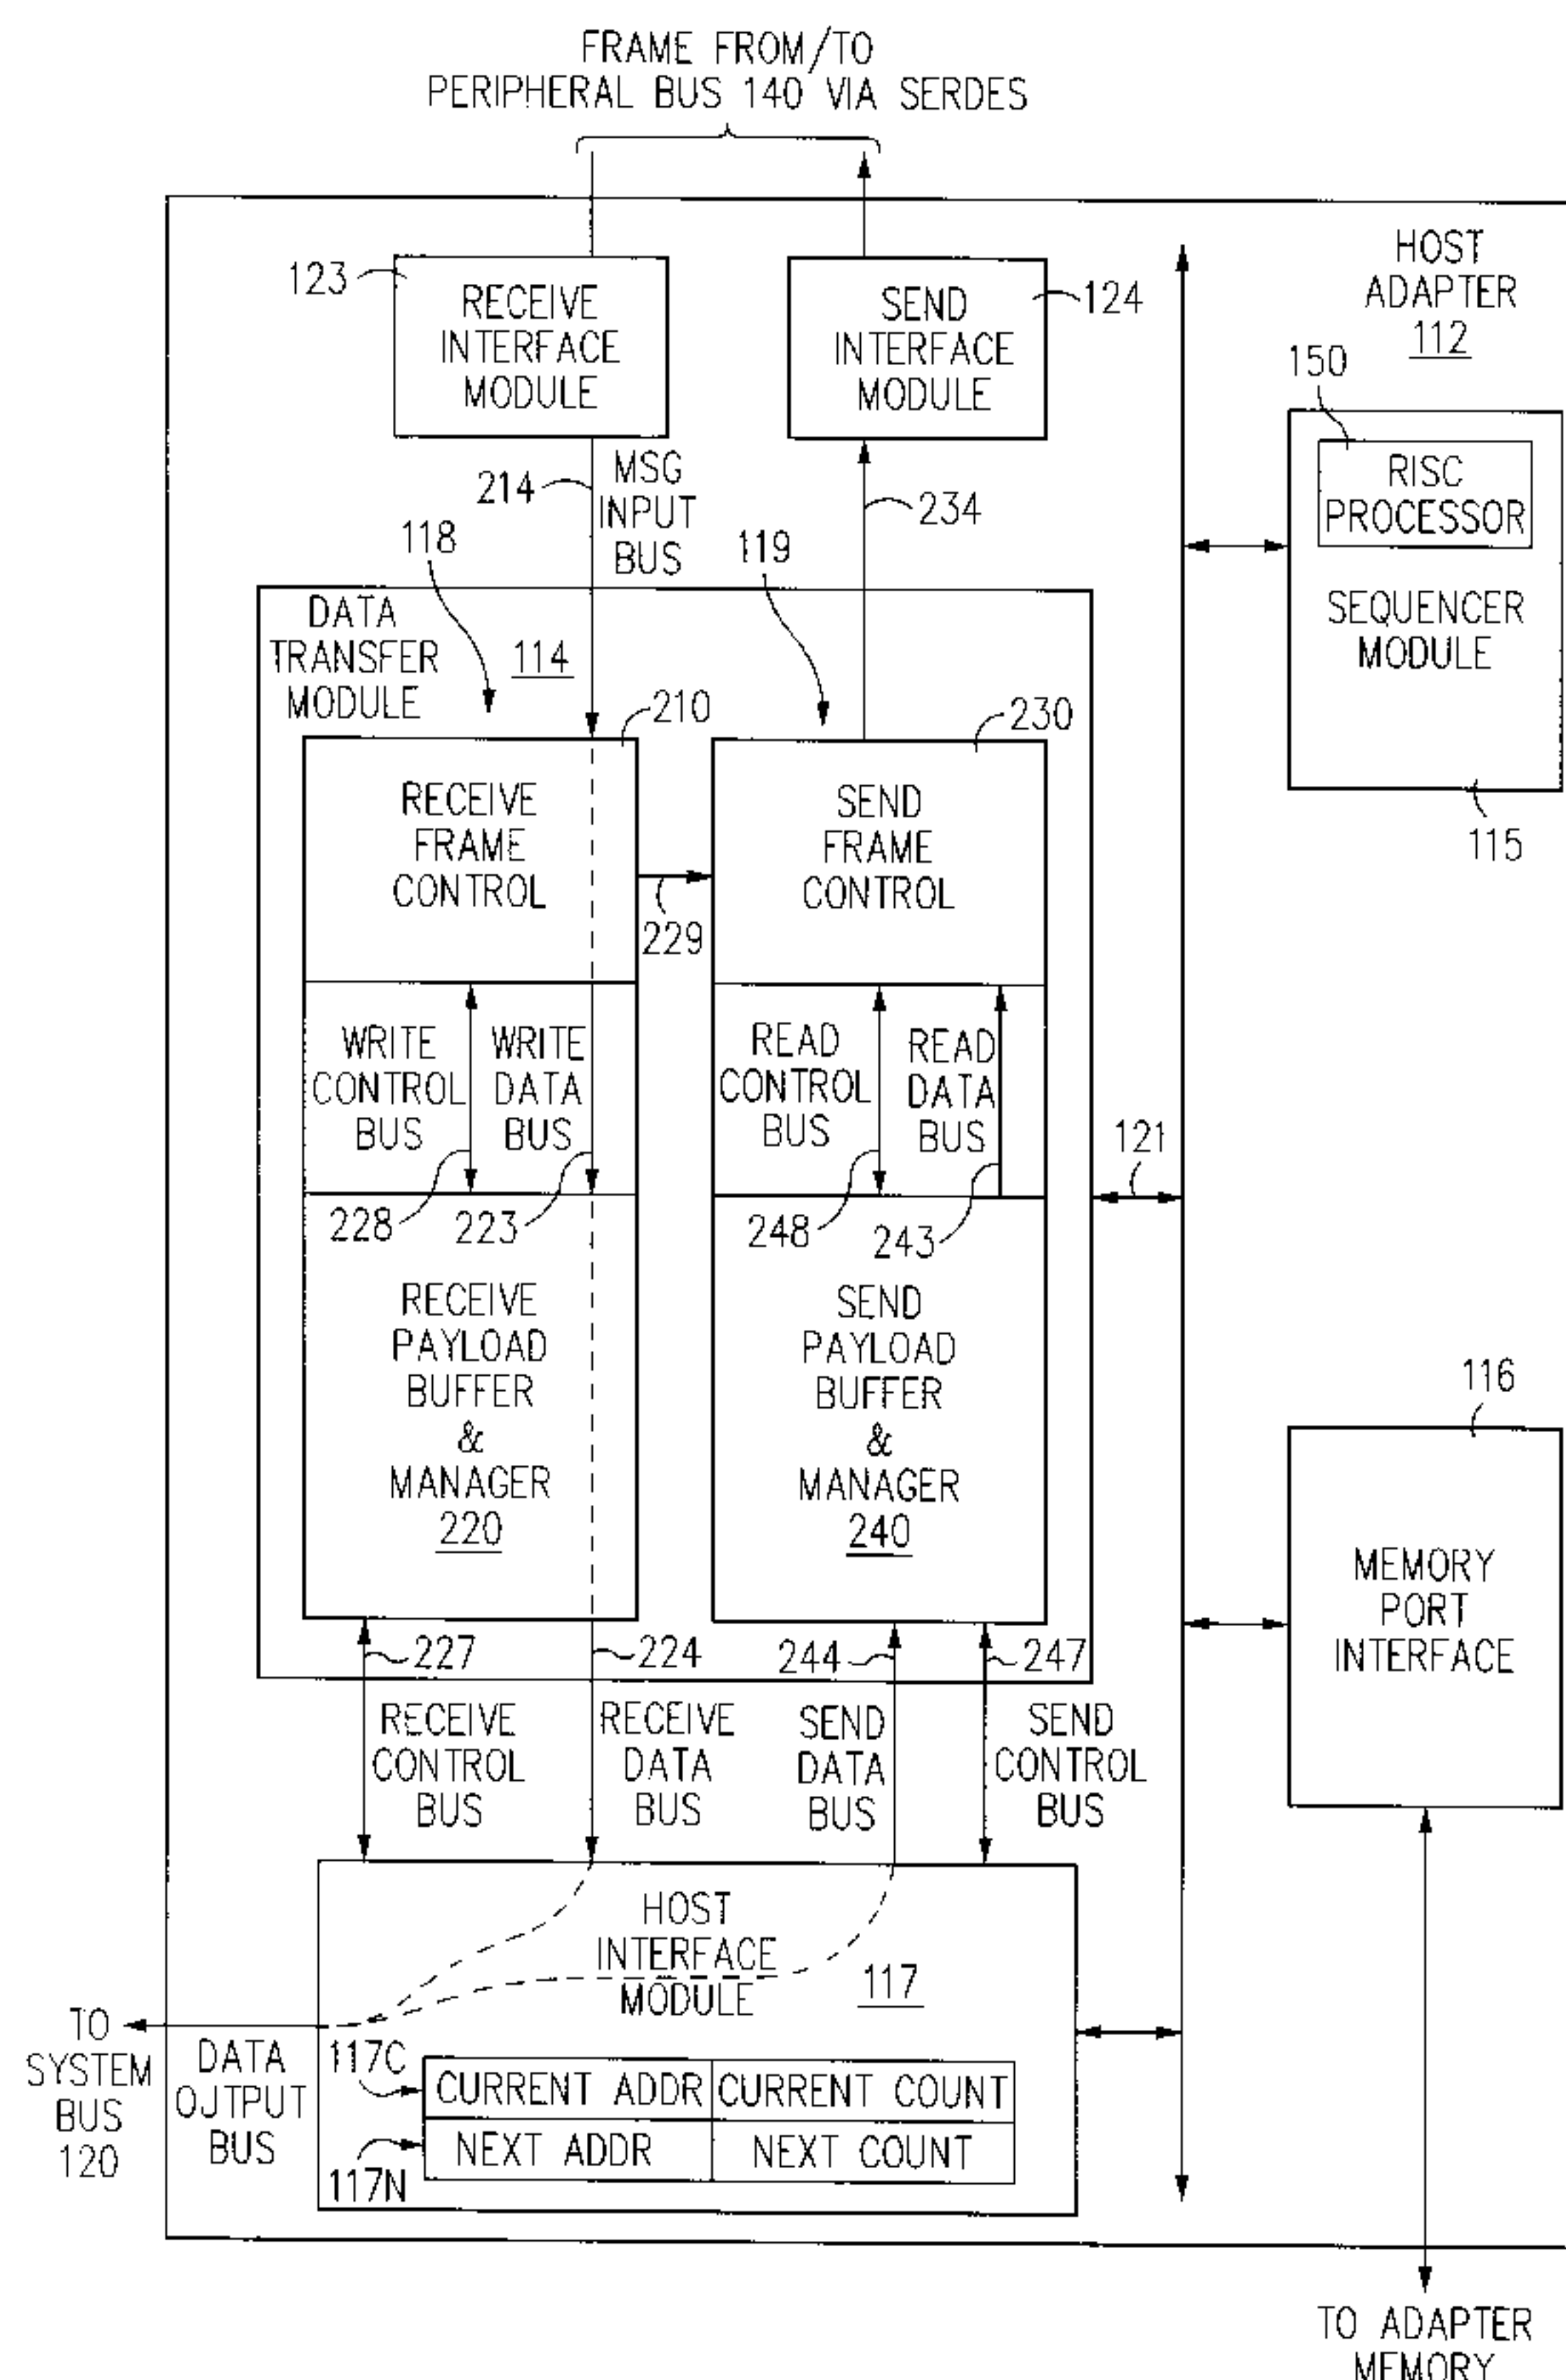 FRAME FROM/TO
PERIPHERAL BUS 140 VIA SERDES
HOST
ADAPTER
112
123
RECEIVE
INTERFACE
MODULE
SEND
INTERFACE
MODULE
124
150
RISC
PROCESSOR
SEQUENCER
MODULE
115
214
MSG
INPUT
BUS
234
118
119
DATA
TRANSFER
MODULE
114
210
230
RECEIVE
FRAME
CONTROL
SEND
FRAME
CONTROL
229
WRITE
CONTROL
BUS
WRITE
DATA
BUS
READ
CONTROL
BUS
READ
DATA
BUS
121
228
223
248
243
RECEIVE
PAYLOAD
BUFFER
&
MANAGER
220
SEND
PAYLOAD
BUFFER
&
MANAGER
240
116
MEMORY
PORT
INTERFACE
227
224
244
247
RECEIVE
CONTROL
BUS
RECEIVE
DATA
BUS
SEND
DATA
BUS
SEND
CONTROL
BUS
HOST
INTERFACE
MODULE
117
TO
SYSTEM
BUS
120
DATA
OUTPUT
BUS
117C
CURRENT ADDR
CURRENT COUNT
117N
NEXT ADDR
NEXT COUNT
TO ADAPTER
MEMORY